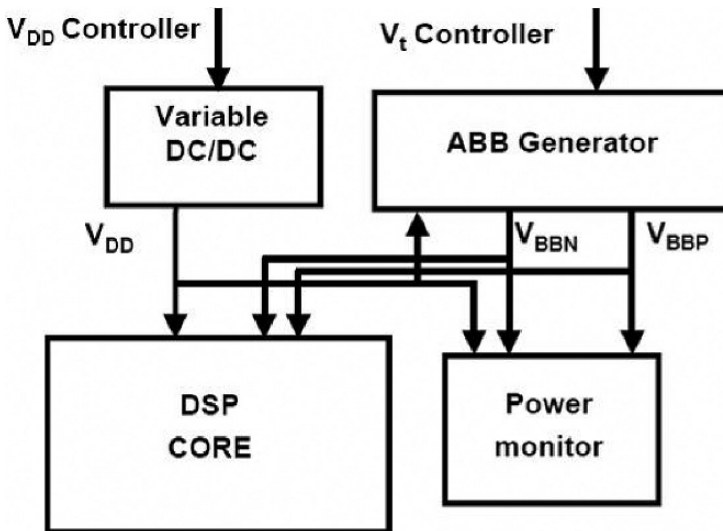 V_DD Controller
V_t Controller
Variable
DC/DC
ABB Generator
V_DD
V_BBN
V_BBP
DSP
CORE
Power
monitor